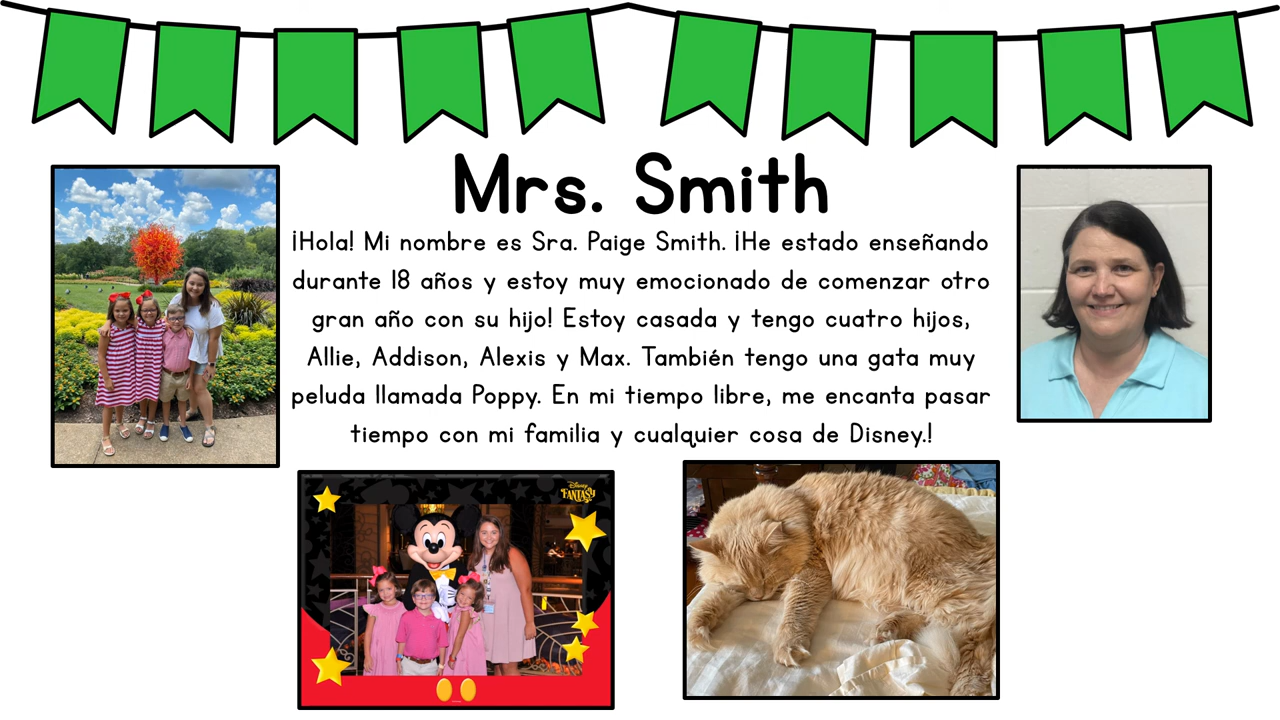 Mrs. Smith
¡Hola! Mi nombre es Sra. Paige Smith. ¡He estado enseñando
durante 18 años y estoy muy emocionado de comenzar otro
gran año con su hijo! Estoy casada y tengo cuatro hijos,
Allie, Addison, Alexis y Max. También tengo una gata muy
peluda llamada Poppy. En mi tiempo libre, me encanta pasar
tiempo con mi familia y cualquier cosa de Disney.!
Disney
FANTASY